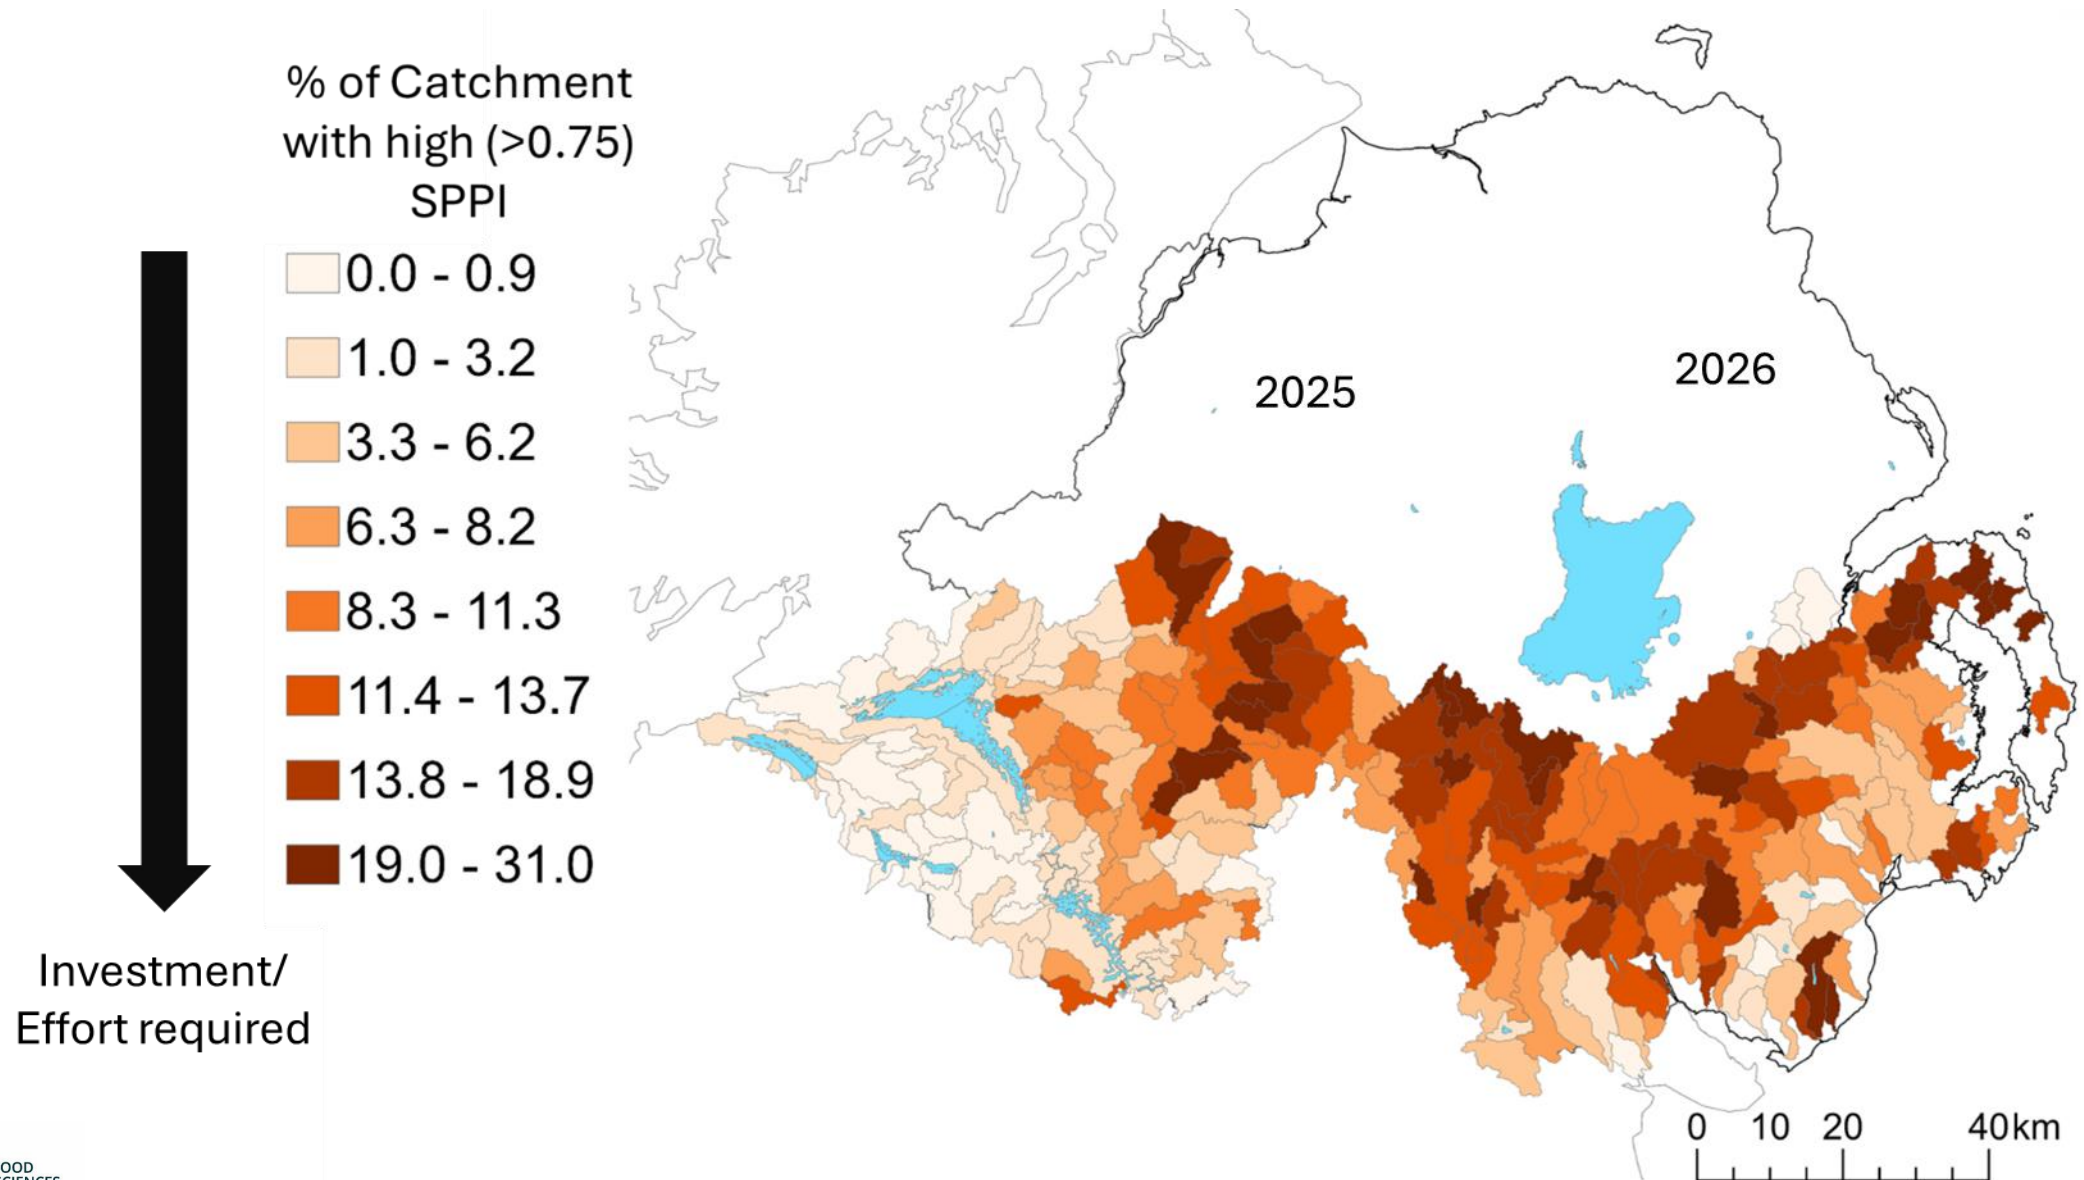 % of Catchment
with high (>0.75)
SPPI
0.0 - 0.9
1.0 - 3.2
3.3 - 6.2
6.3 - 8.2
8.3 - 11.3
11.4 - 13.7
13.8 - 18.9
19.0 - 31.0
Investment/
Effort required
2025
2026
0 10 20 40km
OOD